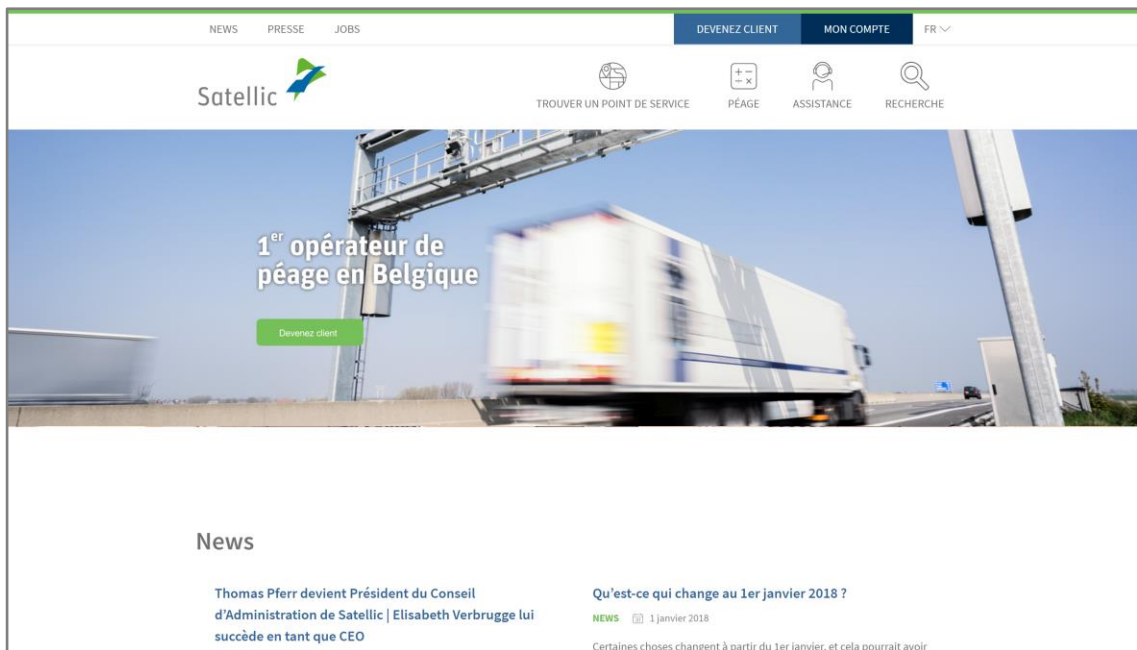 NEWS PRESSE JOBS DEVENEZ CLIENT MON COMPTE FR
Satellic
TROUVER UN POINT DE SERVICE PÉAGE ASSISTANCE RECHERCHE
1er opérateur de
péage en Belgique
Devenez client
News
Thomas Pferr devient Président du Conseil
d'Administration de Satellic | Elisabeth Verbrugge lui
succède en tant que CEO
Qu'est-ce qui change au 1er janvier 2018 ?
NEWS 1 janvier 2018
Certaines choses changent à partir du 1er janvier, et cela pourrait avoir